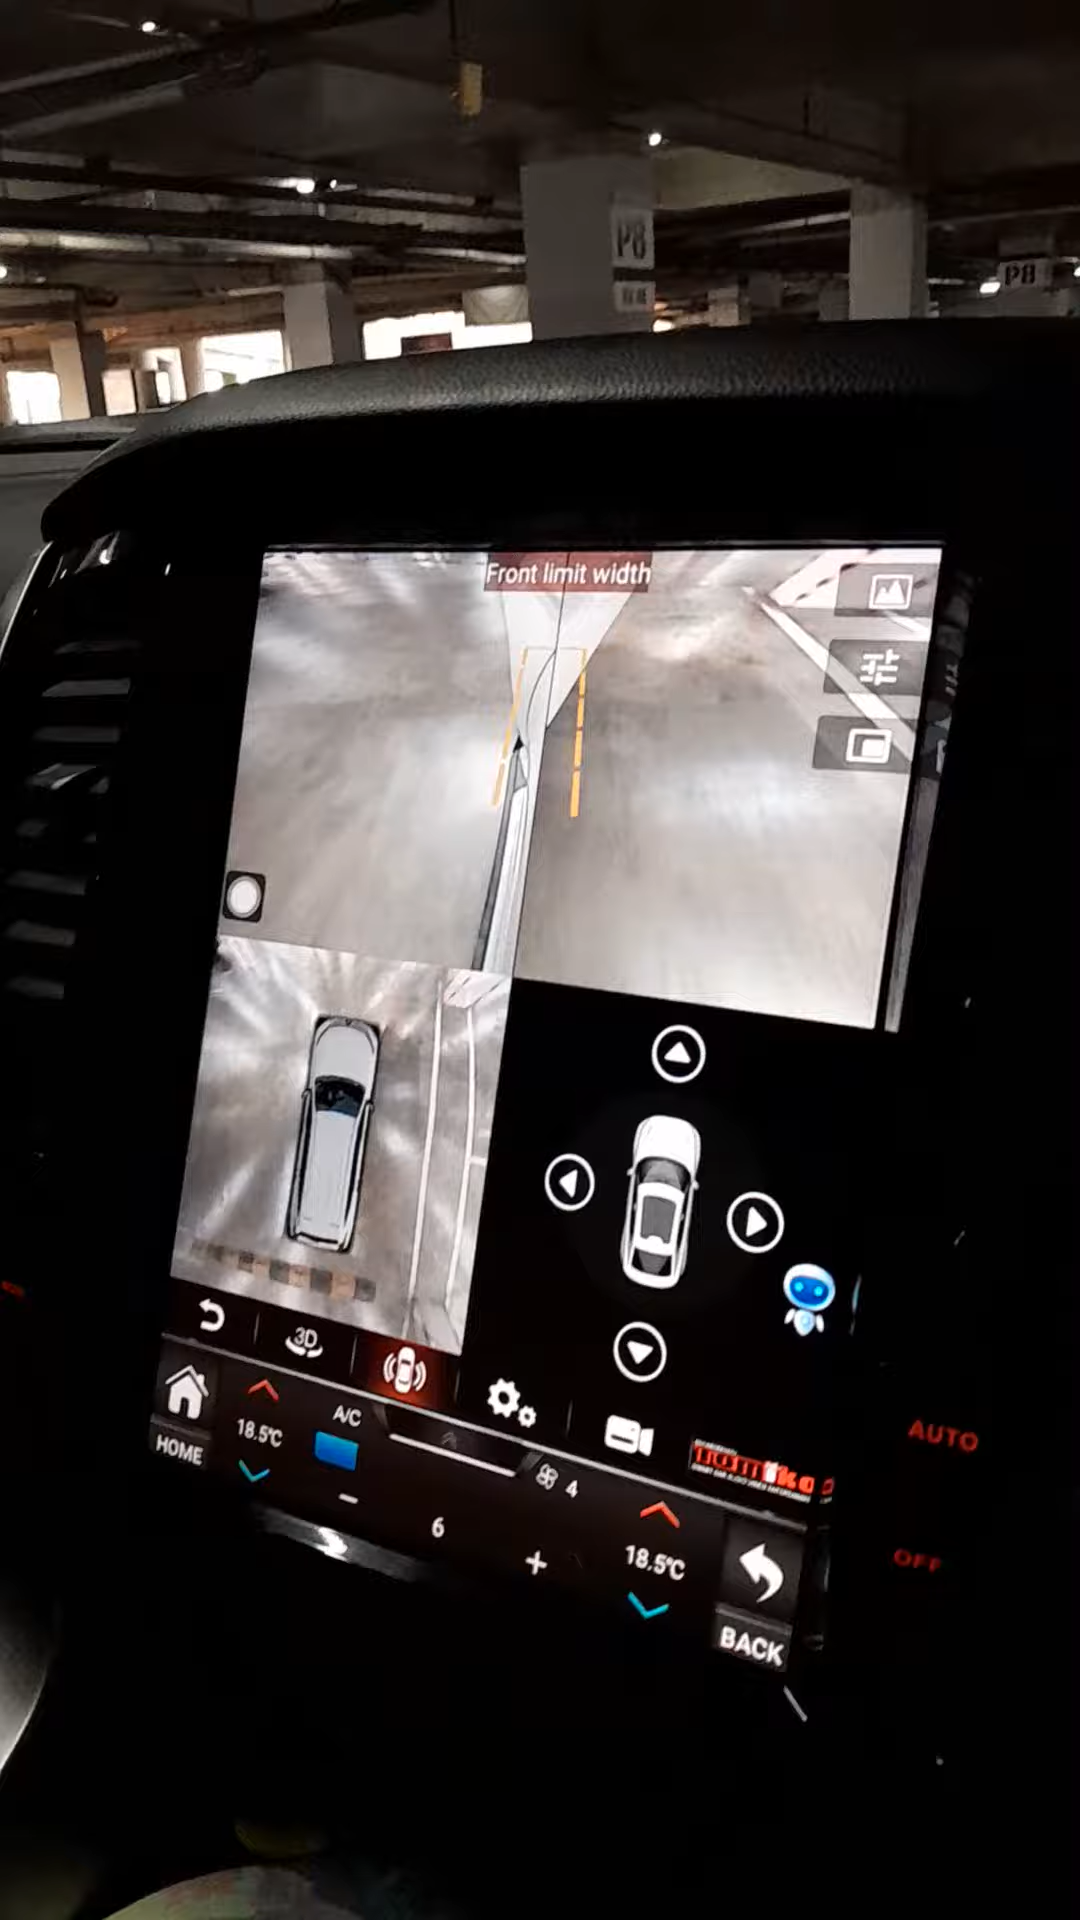 P8
P8
Front limit width
3D
HOME
18.5℃
A/C
4
6
18.5℃
BACK
AUTO
OFF